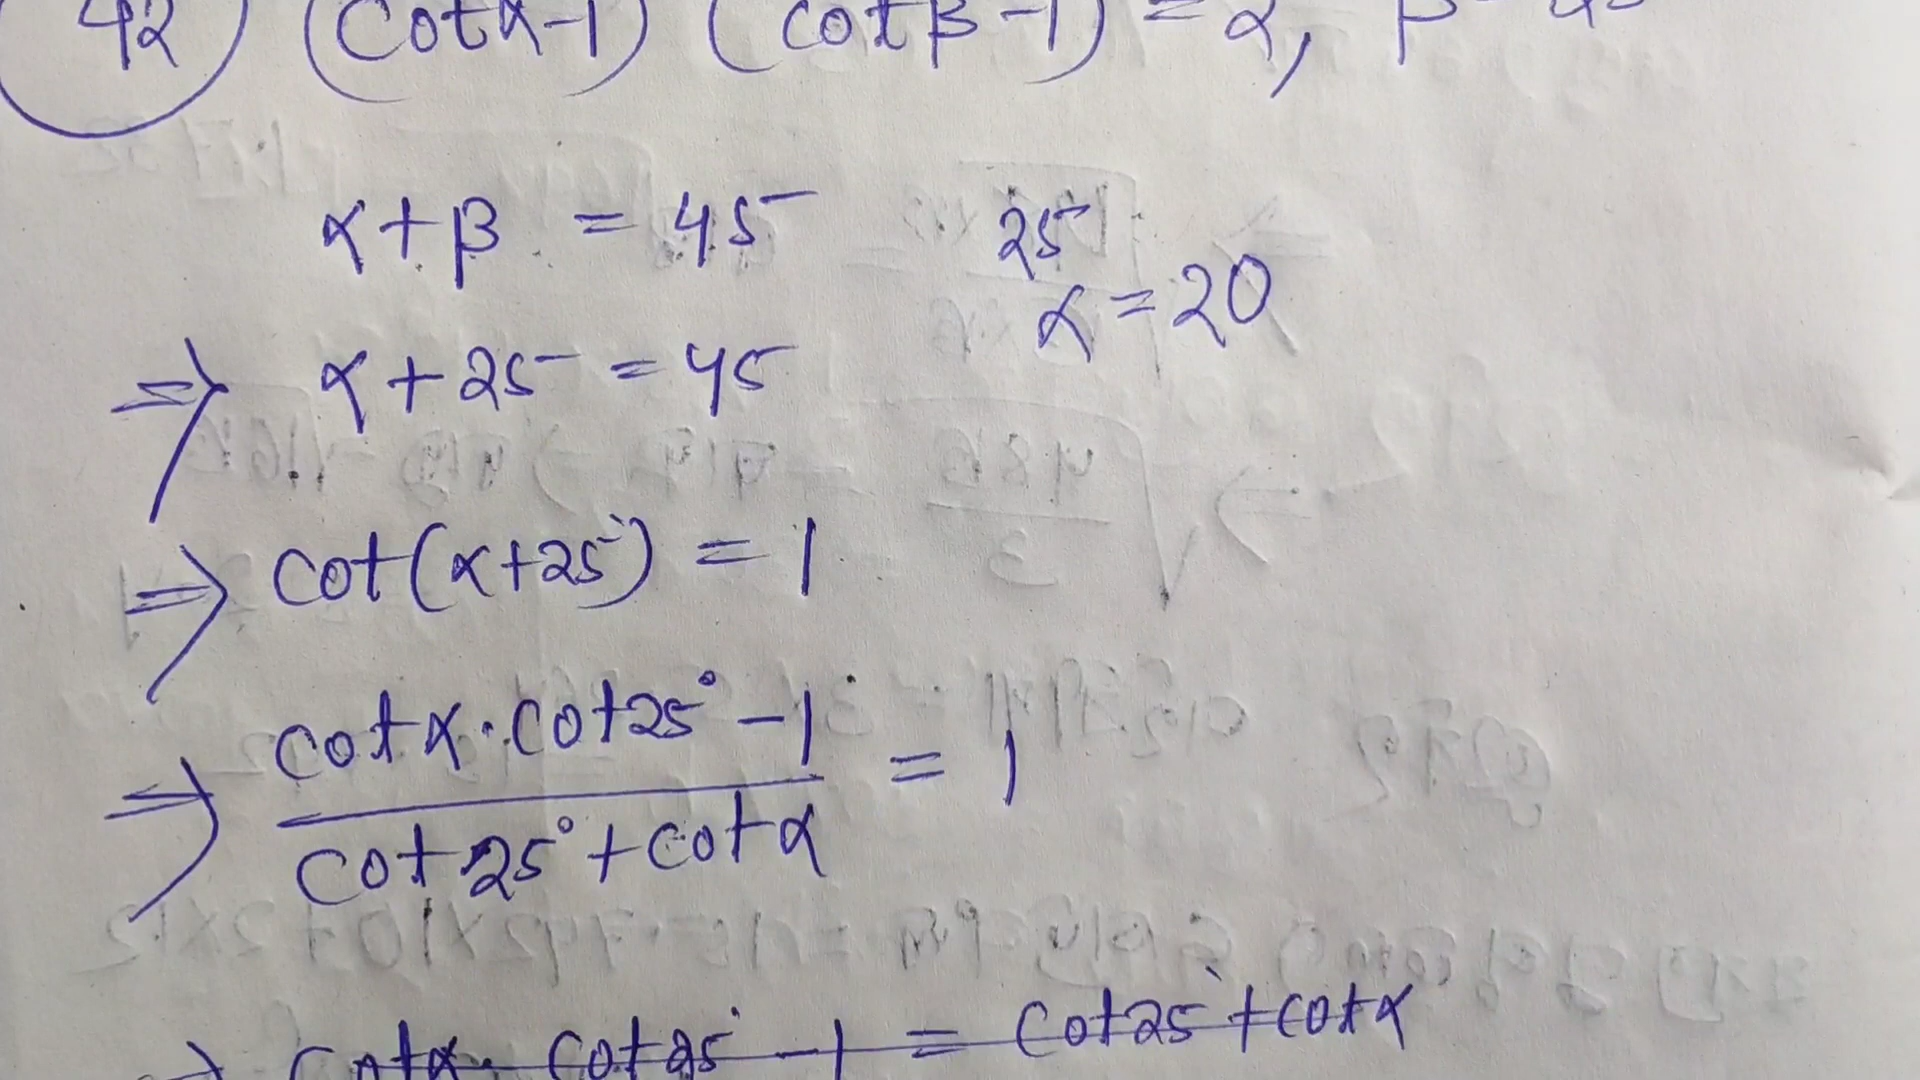 42 (cotα-1) (cotβ-1) = 2, β
α+β = 45
25
α=20
⇒ α+25 = 45
⇒ cot(α+25) = 1
⇒ cotα·cot25° -1 = 1
cot25°+cotα
⇒ cotα· cot25° -1 = cot25+cotα